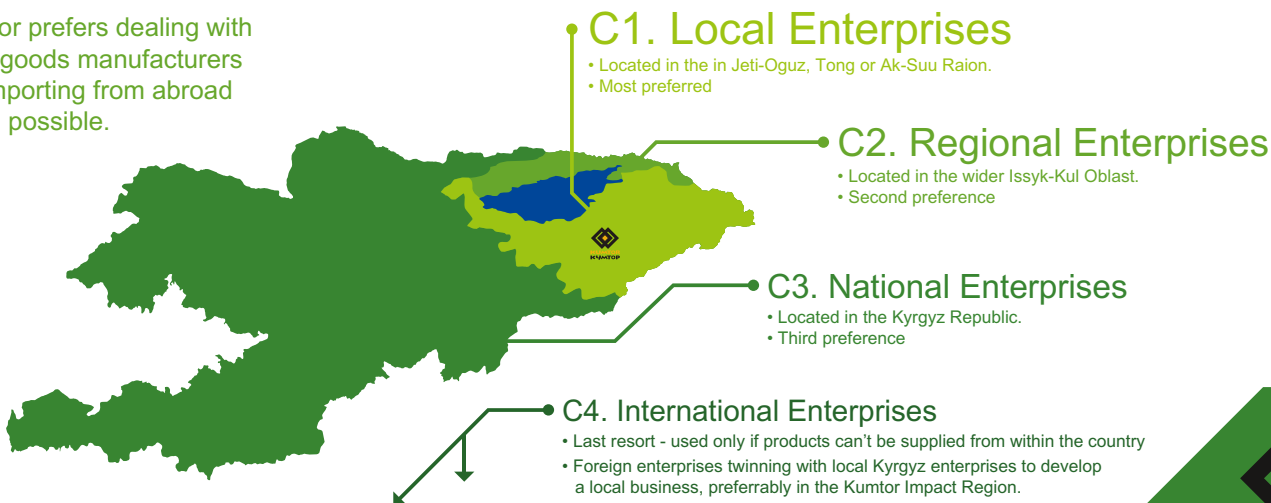 or prefers dealing with
goods manufacturers
mporting from abroad
possible.
C1. Local Enterprises
• Located in the in Jeti-Oguz, Tong or Ak-Suu Raion.
• Most preferred
C2. Regional Enterprises
• Located in the wider Issyk-Kul Oblast.
• Second preference
КУМТОР
C3. National Enterprises
• Located in the Kyrgyz Republic.
• Third preference
C4. International Enterprises
• Last resort - used only if products can’t be supplied from within the country
• Foreign enterprises twinning with local Kyrgyz enterprises to develop
a local business, preferrably in the Kumtor Impact Region.